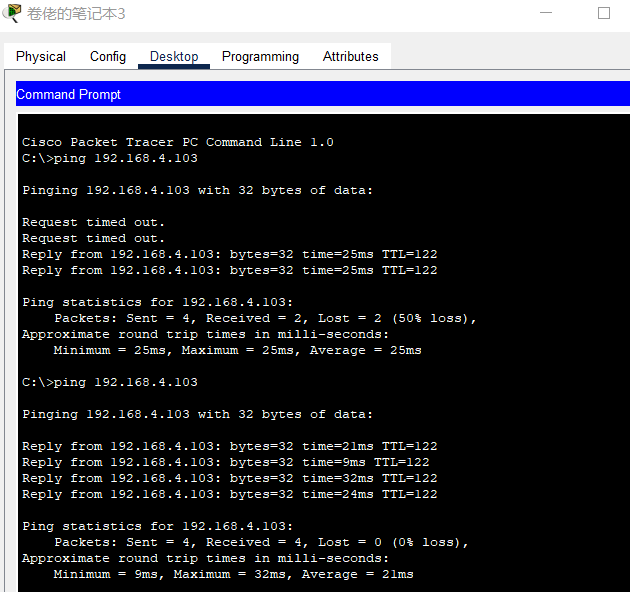 卷佬的笔记本3
Physical Config Desktop Programming Attributes
Command Prompt
Cisco Packet Tracer PC Command Line 1.0
C:\>ping 192.168.4.103
Pinging 192.168.4.103 with 32 bytes of data:
Request timed out.
Request timed out.
Reply from 192.168.4.103: bytes=32 time=25ms TTL=122
Reply from 192.168.4.103: bytes=32 time=25ms TTL=122
Ping statistics for 192.168.4.103:
Packets: Sent = 4, Received = 2, Lost = 2 (50% loss),
Approximate round trip times in milli-seconds:
Minimum = 25ms, Maximum = 25ms, Average = 25ms
C:\>ping 192.168.4.103
Pinging 192.168.4.103 with 32 bytes of data:
Reply from 192.168.4.103: bytes=32 time=21ms TTL=122
Reply from 192.168.4.103: bytes=32 time=9ms TTL=122
Reply from 192.168.4.103: bytes=32 time=32ms TTL=122
Reply from 192.168.4.103: bytes=32 time=24ms TTL=122
Ping statistics for 192.168.4.103:
Packets: Sent = 4, Received = 4, Lost = 0 (0% loss),
Approximate round trip times in milli-seconds:
Minimum = 9ms, Maximum = 32ms, Average = 21ms